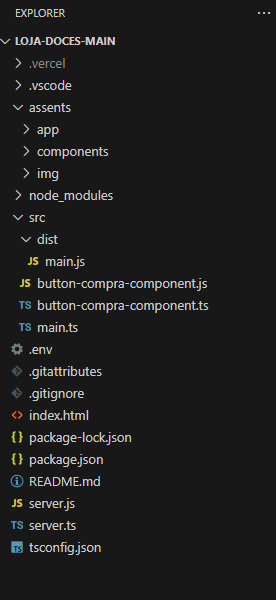 EXPLORER
LOJA-DOCES-MAIN
.vercel
.vscode
assents
app
components
img
node_modules
src
dist
JS main.js
JS button-compra-component.js
TS button-compra-component.ts
TS main.ts
.env
.gitattributes
.gitignore
<> index.html
{} package-lock.json
{} package.json
README.md
JS server.js
TS server.ts
TS tsconfig.json